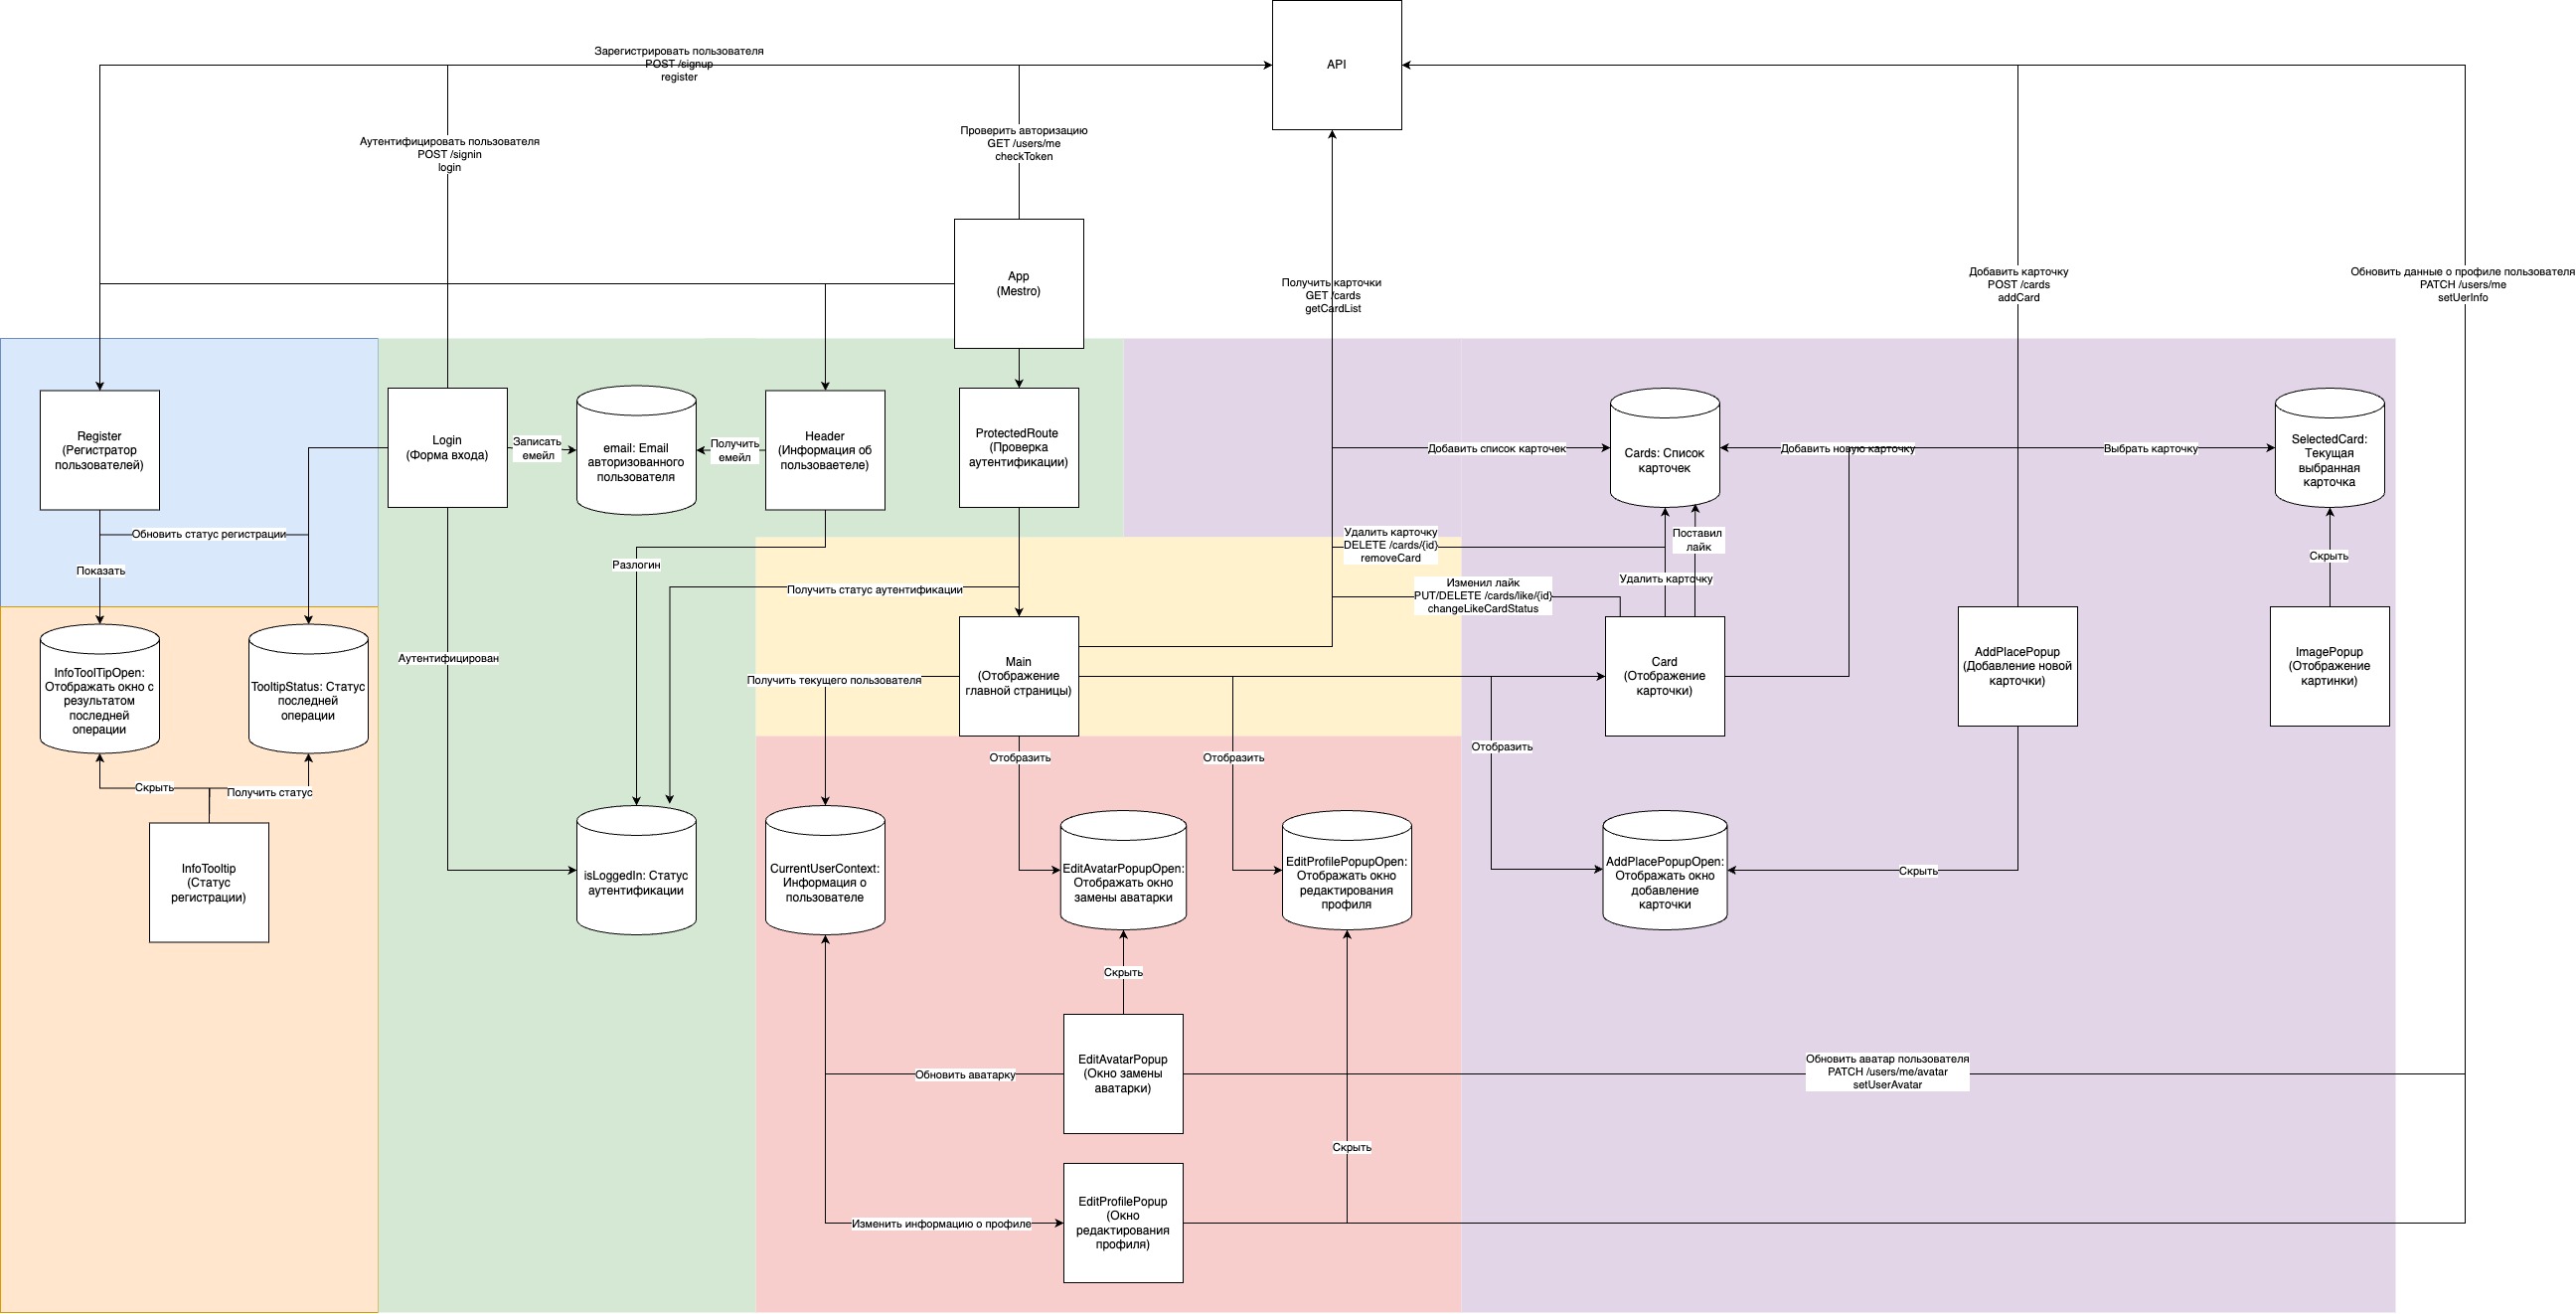 Зарегистрировать пользователя
POST /signup
register
API
Аутентифицировать пользователя
POST /signin
login
Проверить авторизацию
GET /users/me
checkToken
App
(Mestro)
Получить карточки
GET /cards
getCardList
Добавить карточку
POST /cards
addCard
Обновить данные о профиле пользователя
PATCH /users/me
setUerInfo
Register
(Регистратор
пользователей)
Login
(Форма входа)
Записать
емейл
email: Email
авторизованного
пользователя
Получить
емейл
Header
(Информация об
пользоваетеле)
ProtectedRoute
(Проверка
аутентификации)
Добавить список карточек
Cards: Список
карточек
Добавить новую карточку
Выбрать карточку
SelectedCard:
Текущая
выбранная
карточка
Обновить статус регистрации
Показать
Разлогин
Получить статус аутентификации
Удалить карточку
DELETE /cards/{id}
removeCard
Поставил
лайк
Удалить карточку
Изменил лайк
PUT/DELETE /cards/like/{id}
changeLikeCardStatus
Скрыть
InfoToolTipOpen:
Отображать окно с
результатом
последней
операции
TooltipStatus: Статус
последней
операции
Аутентифицирован
Получить текущего пользователя
Main
(Отображение
главной страницы)
Card
(Отображение
карточки)
AddPlacePopup
(Добавление новой
карточки)
ImagePopup
(Отображение
картинки)
Отобразить
Отобразить
Отобразить
Скрыть
Получить статус
InfoTooltip
(Статус
регистрации)
isLoggedIn: Статус
аутентификации
CurrentUserContext:
Информация о
пользователе
EditAvatarPopupOpen:
Отображать окно
замены аватарки
EditProfilePopupOpen:
Отображать окно
редактирования
профиля
AddPlacePopupOpen:
Отображать окно
добавление
карточки
Скрыть
Скрыть
Обновить аватарку
EditAvatarPopup
(Окно замены
аватарки)
Обновить аватар пользователя
PATCH /users/me/avatar
setUserAvatar
Скрыть
Изменить информацию о профиле
EditProfilePopup
(Окно
редактирования
профиля)